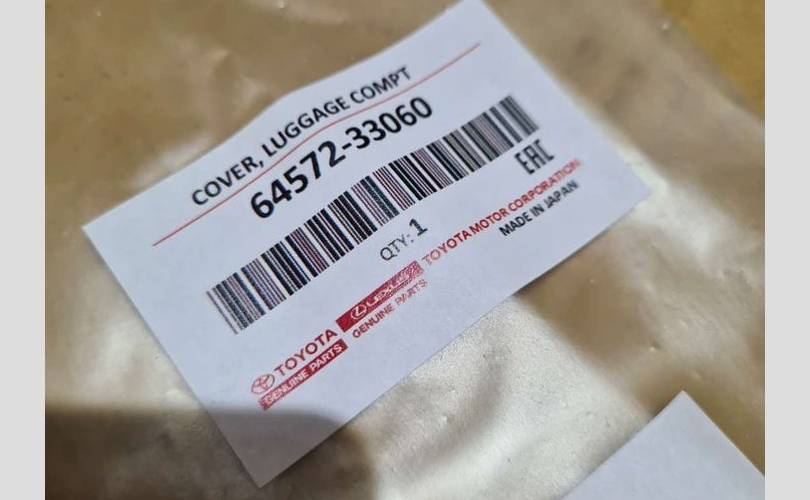 COVER, LUGGAGE COMPT
64572-33060
EAC
QTY: 1
TOYOTA MOTOR CORPORATION
MADE IN JAPAN
TOYOTA
GENUINE PARTS
LEXUS
GENUINE PARTS